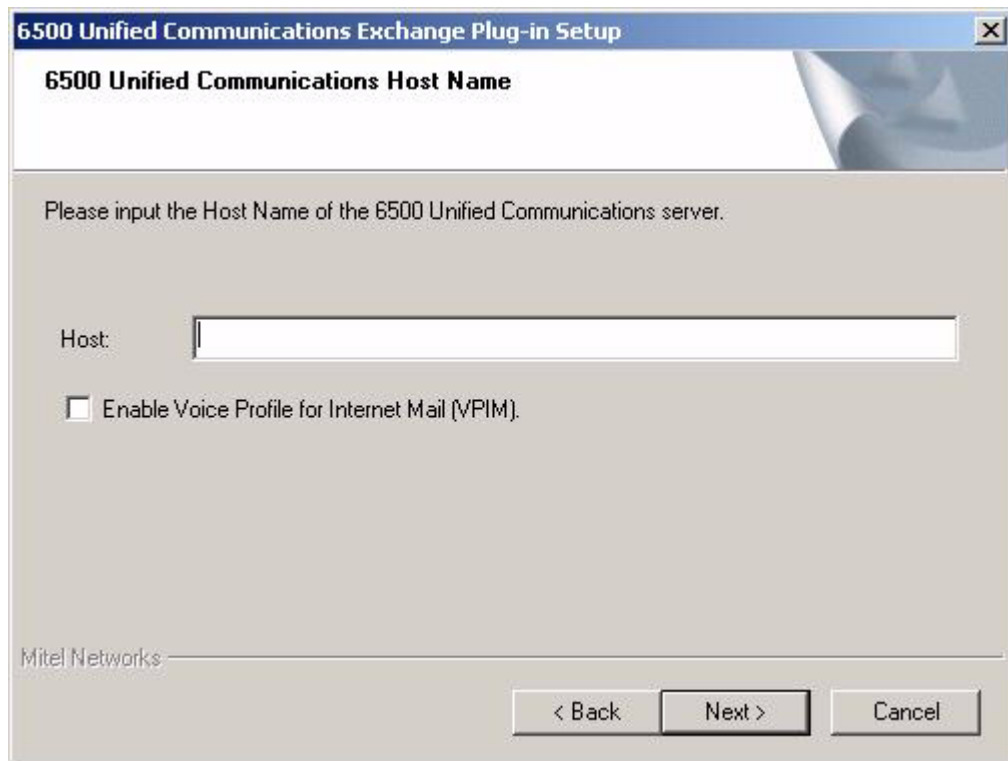 6500 Unified Communications Exchange Plug-in Setup
6500 Unified Communications Host Name
Please input the Host Name of the 6500 Unified Communications server.
Host:
Enable Voice Profile for Internet Mail (VPIM).
Mitel Networks
< Back Next > Cancel